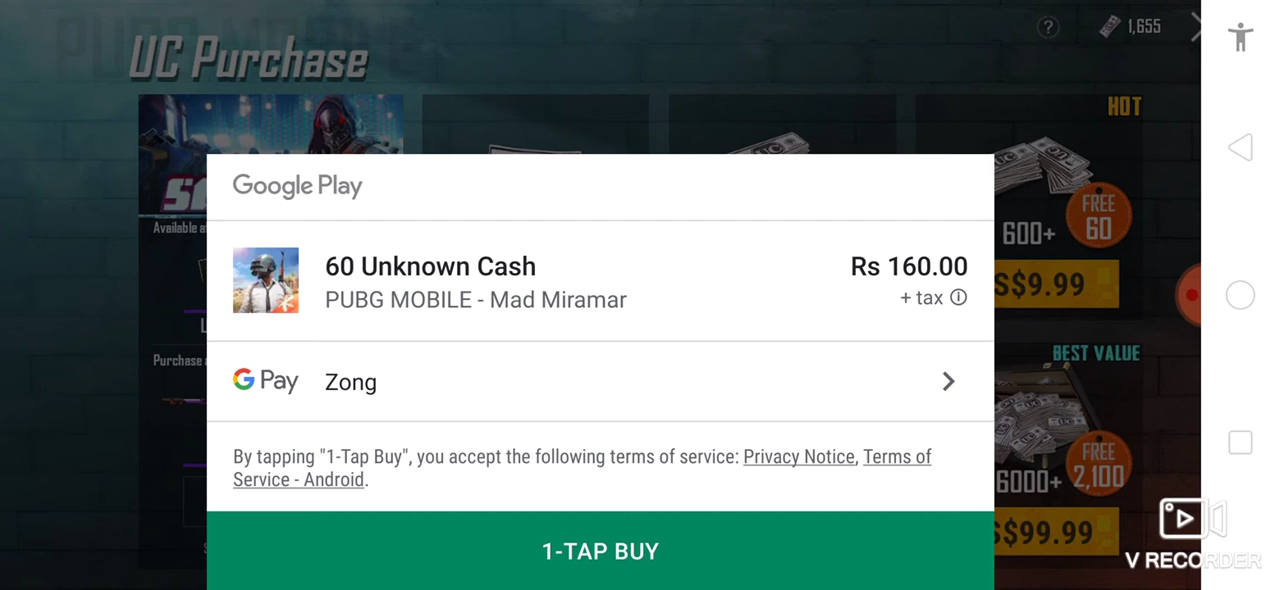 UC Purchase
?
1,655
HOT
Available a
FREE
60
600+
S$9.99
Purchase
BEST VALUE
FREE
2,100
6000+
S$99.99
Google Play
60 Unknown Cash
Rs 160.00
PUBG MOBILE - Mad Miramar
+ tax
G Pay
Zong
By tapping "1-Tap Buy", you accept the following terms of service: Privacy Notice, Terms of
Service - Android.
1-TAP BUY
V RECORDER